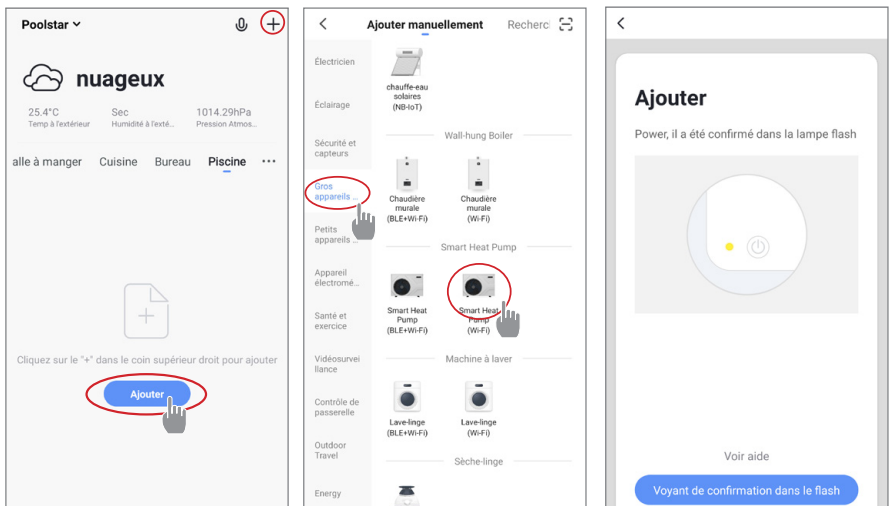 Poolstar
nuageux
25.4°C Sec 1014.29hPa
Temp à l'extérieur Humidité à l'exté... Pression Atmos...
alle à manger Cuisine Bureau Piscine ...
Cliquez sur le "+" dans le coin supérieur droit pour ajouter
Ajouter
Ajouter manuellement Recherc
Électricien
Éclairage
Sécurité et
capteurs
Gros
appareils ...
Petits
appareils ...
Appareil
électromé...
Santé et
exercice
Vidéosurvei
llance
Contrôle de
passerelle
Outdoor
Travel
Energy
chauffe-eau
solaires
(NB-IoT)
Wall-hung Boiler
Chaudière
murale
(BLE+Wi-Fi)
Chaudière
murale
(Wi-Fi)
Smart Heat Pump
Smart Heat
Pump
(BLE+Wi-Fi)
Smart Heat
Pump
(Wi-Fi)
Machine à laver
Lave-linge
(BLE+Wi-Fi)
Lave-linge
(Wi-Fi)
Sèche-linge
Ajouter
Power, il a été confirmé dans la lampe flash
Voir aide
Voyant de confirmation dans le flash